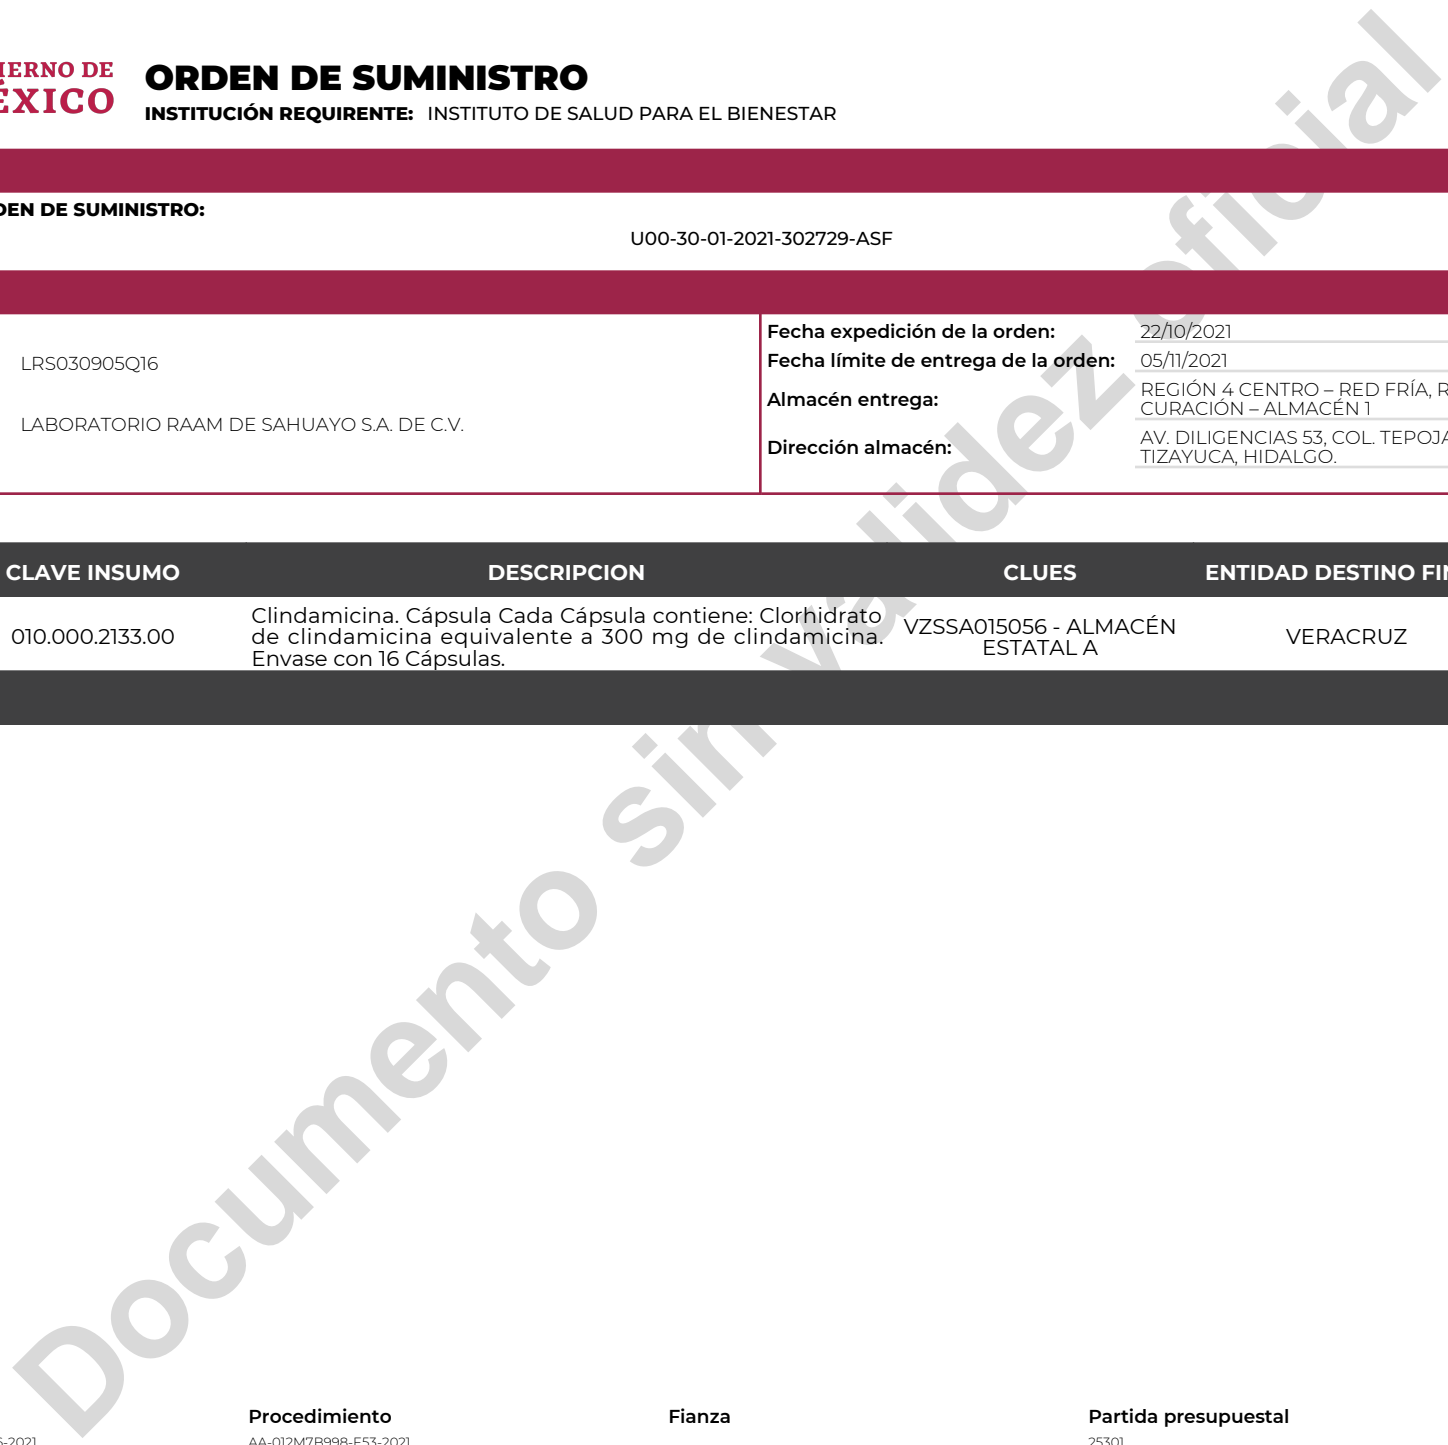 IERNO DE
ÉXICO
ORDEN DE SUMINISTRO
INSTITUCIÓN REQUIRENTE: INSTITUTO DE SALUD PARA EL BIENESTAR
DEN DE SUMINISTRO:
U00-30-01-2021-302729-ASF
LRS030905Q16
LABORATORIO RAAM DE SAHUAYO S.A. DE C.V.
Fecha expedición de la orden: 22/10/2021
Fecha límite de entrega de la orden: 05/11/2021
Almacén entrega: REGIÓN 4 CENTRO – RED FRÍA, R
CURACIÓN – ALMACÉN 1
Dirección almacén: AV. DILIGENCIAS 53, COL. TEPOJA
TIZAYUCA, HIDALGO.
CLAVE INSUMO DESCRIPCION CLUES ENTIDAD DESTINO FIN
010.000.2133.00
Clindamicina. Cápsula Cada Cápsula contiene: Clorhidrato
de clindamicina equivalente a 300 mg de clindamicina.
Envase con 16 Cápsulas.
VZSSA015056 - ALMACÉN
ESTATAL A
VERACRUZ
Documento sin validez oficial
Procedimiento Fianza Partida presupuestal
-2021 AA-012M7B998-E53-2021 25301